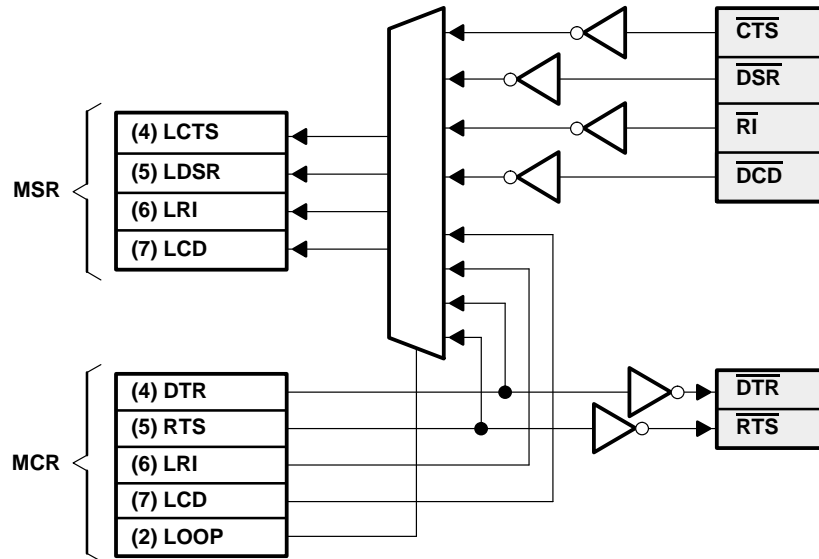 CTS
DSR
RI
DCD
MSR
(4) LCTS
(5) LDSR
(6) LRI
(7) LCD
MCR
(4) DTR
(5) RTS
(6) LRI
(7) LCD
(2) LOOP
DTR
RTS